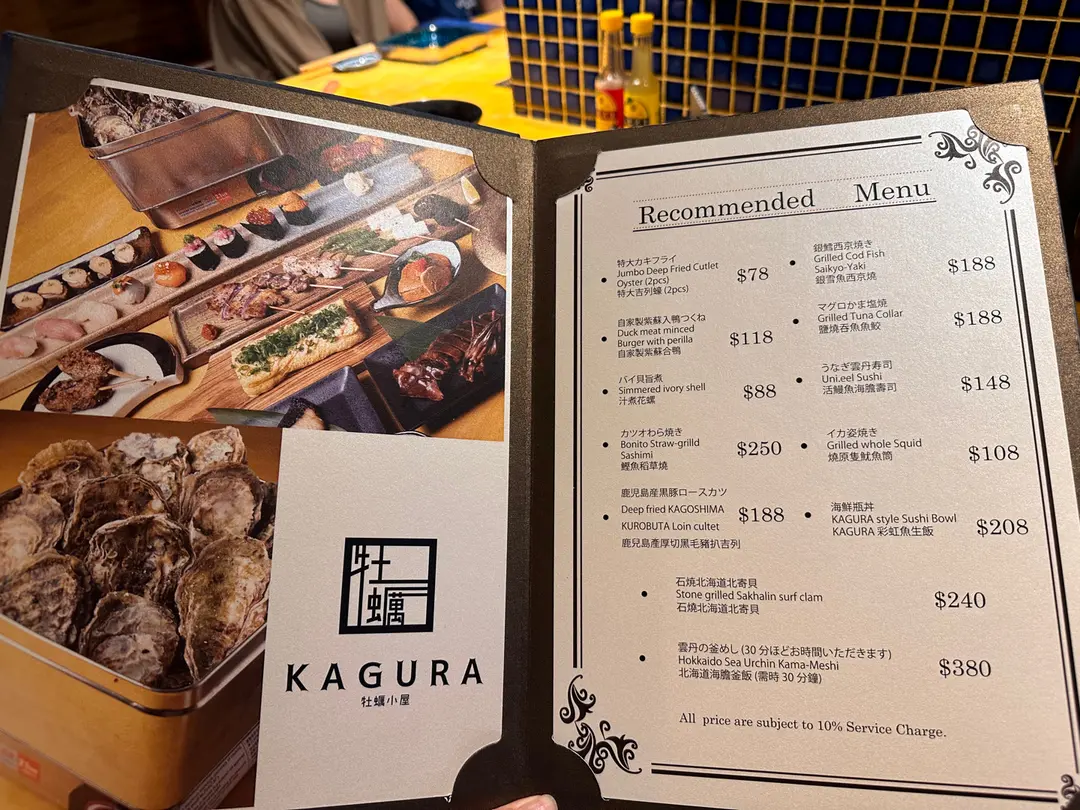 牡蠣
KAGURA
牡蠣小屋
Recommended Menu
特大カキフライ
Jumbo Deep Fried Cutlet
Oyster (2pcs)
特大吉列蠔 (2pcs)
$78
自家製紫蘇入鴨つくね
Duck meat minced
Burger with perilla
自家製紫蘇合鴨
$118
バイ貝旨煮
Simmered ivory shell
汁煮花螺
$88
カツオわら焼き
Bonito Straw-grilld
Sashimi
鰹魚稻草燒
$250
鹿児島産黒豚ロースカツ
Deep fried KAGOSHIMA
KUROBUTA Loin cultet
鹿兒島產厚切黑毛豬扒吉列
$188
銀鱈西京焼き
Grilled Cod Fish
Saikyo-Yaki
銀雪魚西京燒
$188
マグロかま塩焼
Grilled Tuna Collar
鹽燒吞魚魚鮫
$188
うなぎ雲丹寿司
Uni.eel Sushi
活鰻魚海膽壽司
$148
イカ姿焼き
Grilled whole Squid
燒原隻魷魚筒
$108
海鮮瓶丼
KAGURA style Sushi Bowl
KAGURA 彩虹魚生飯
$208
石焼北海道北寄貝
Stone grilled Sakhalin surf clam
石燒北海道北寄貝
$240
雲丹の釜めし (30 分ほどお時間いただきます)
Hokkaido Sea Urchin Kama-Meshi
北海道海膽釜飯 (需時 30 分鐘)
$380
All price are subject to 10% Service Charge.